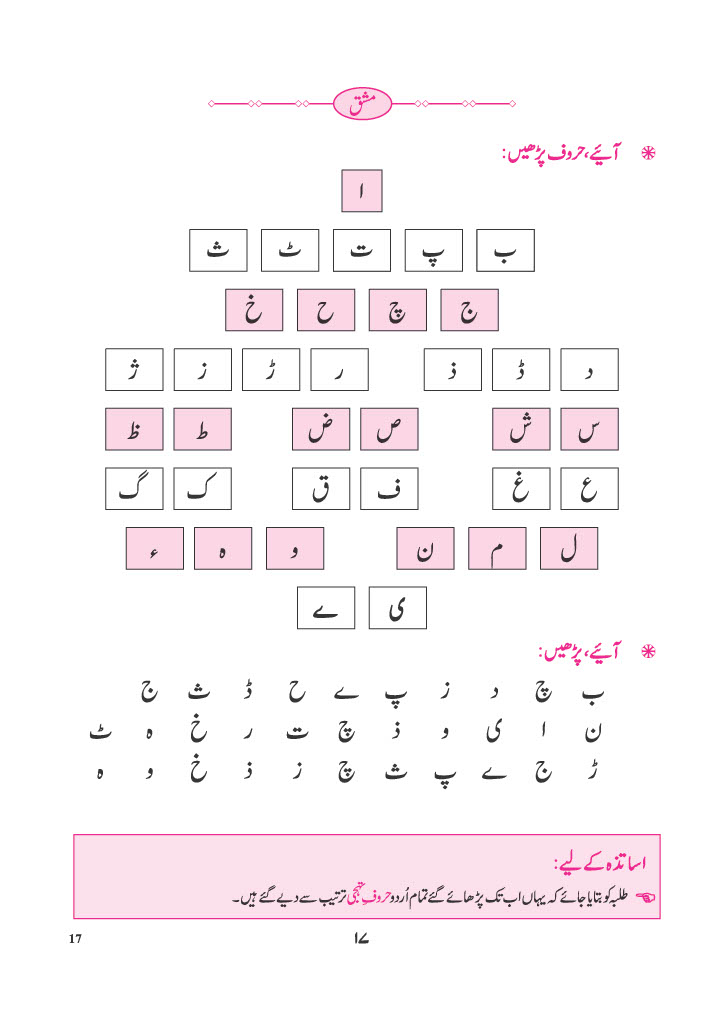 مشق
آئیے، حروف پڑھیں:
ا
ب پ ت ٹ ث
ج چ ح خ
د ڈ ذ ر ڑ ز ژ
س ش ص ض ط ظ
ع غ ف ق ک گ
ل م ن و ہ ء
ی ے
آئیے، پڑھیں:
ب چ د ز پ ے ح ڈ ث ج
ن ا ی و ذ چ ت ر خ ہ ٹ
ڑ ج ے پ ث چ ز ذ خ و ہ
اساتذہ کے لیے:
طلبہ کو بتایا جائے کہ یہاں اب تک پڑھائے گئے تمام اُردو حروفِ تہجی ترتیب سے دیے گئے ہیں۔
۱۷
17